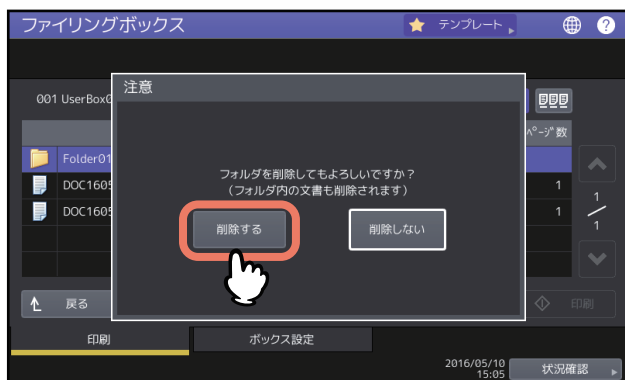 ファイリングボックス
テンプレート
?
001 UserBox
注意
ページ数
Folder01
DOC1605 1
DOC1605 1
フォルダを削除してもよろしいですか?
(フォルダ内の文書も削除されます)
削除する 削除しない
1
1
戻る 印刷
印刷 ボックス設定
2016/05/10
15:05
状況確認